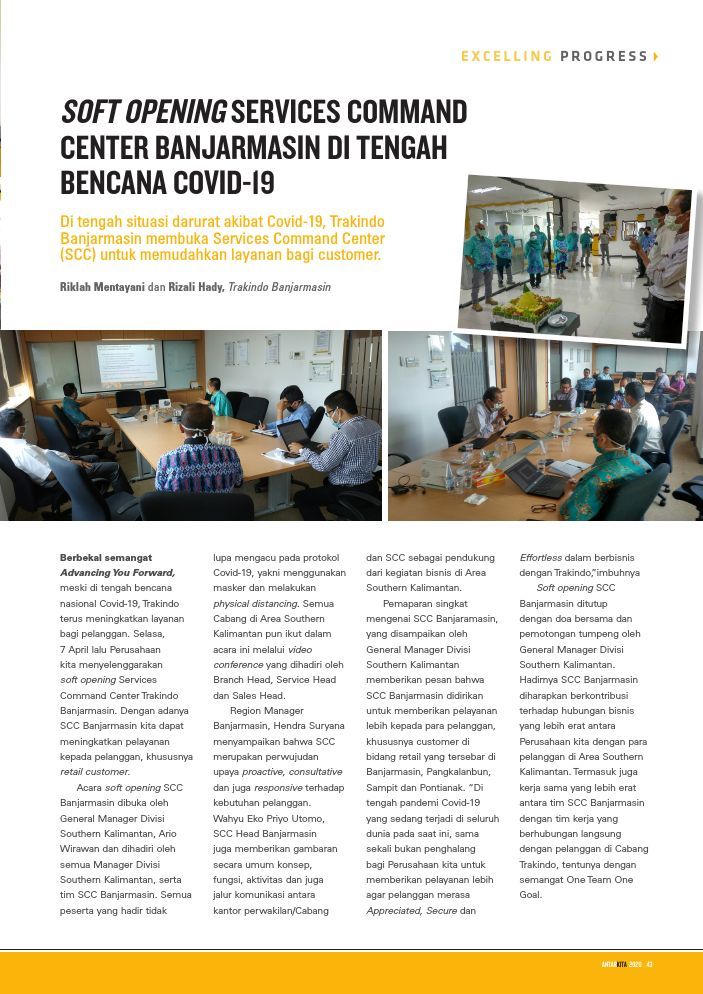 EXCELLING PROGRESS
SOFT OPENING SERVICES COMMAND
CENTER BANJARMASIN DI TENGAH
BENCANA COVID-19
Di tengah situasi darurat akibat Covid-19, Trakindo
Banjarmasin membuka Services Command Center
(SCC) untuk memudahkan layanan bagi customer.
Riklah Mentayani dan Rizali Hady, Trakindo Banjarmasin
Berbekal semangat
Advancing You Forward,
meski di tengah bencana
nasional Covid-19, Trakindo
terus meningkatkan layanan
bagi pelanggan. Selasa,
7 April lalu Perusahaan
kita menyelenggarakan
soft opening Services
Command Center Trakindo
Banjarmasin. Dengan adanya
SCC Banjarmasin kita dapat
meningkatkan pelayanan
kepada pelanggan, khususnya
retail customer.
Acara soft opening SCC
Banjarmasin dibuka oleh
General Manager Divisi
Southern Kalimantan, Ario
Wirawan dan dihadiri oleh
semua Manager Divisi
Southern Kalimantan, serta
tim SCC Banjarmasin. Semua
peserta yang hadir tidak
lupa mengacu pada protokol
Covid-19, yakni menggunakan
masker dan melakukan
physical distancing. Semua
Cabang di Area Southern
Kalimantan pun ikut dalam
acara ini melalui video
conference yang dihadiri oleh
Branch Head, Service Head
dan Sales Head.
Region Manager
Banjarmasin, Hendra Suryana
menyampaikan bahwa SCC
merupakan perwujudan
upaya proactive, consultative
dan juga responsive terhadap
kebutuhan pelanggan.
Wahyu Eko Priyo Utomo,
SCC Head Banjarmasin
juga memberikan gambaran
secara umum konsep,
fungsi, aktivitas dan juga
jalur komunikasi antara
kantor perwakilan/Cabang
dan SCC sebagai pendukung
dari kegiatan bisnis di Area
Southern Kalimantan.
Pemaparan singkat
mengenai SCC Banjaramasin,
yang disampaikan oleh
General Manager Divisi
Southern Kalimantan
memberikan pesan bahwa
SCC Banjarmasin didirikan
untuk memberikan pelayanan
lebih kepada para pelanggan,
khususnya customer di
bidang retail yang tersebar di
Banjarmasin, Pangkalanbun,
Sampit dan Pontianak. “Di
tengah pandemi Covid-19
yang sedang terjadi di seluruh
dunia pada saat ini, sama
sekali bukan penghalang
bagi Perusahaan kita untuk
memberikan pelayanan lebih
agar pelanggan merasa
Appreciated, Secure dan
Effortless dalam berbisnis
dengan Trakindo,”imbuhnya
Soft opening SCC
Banjarmasin ditutup
dengan doa bersama dan
pemotongan tumpeng oleh
General Manager Divisi
Southern Kalimantan.
Hadirnya SCC Banjarmasin
diharapkan berkontribusi
terhadap hubungan bisnis
yang lebih erat antara
Perusahaan kita dengan para
pelanggan di Area Southern
Kalimantan. Termasuk juga
kerja sama yang lebih erat
antara tim SCC Banjarmasin
dengan tim kerja yang
berhubungan langsung
dengan pelanggan di Cabang
Trakindo, tentunya dengan
semangat One Team One
Goal.
ANTARKITA 2020 43